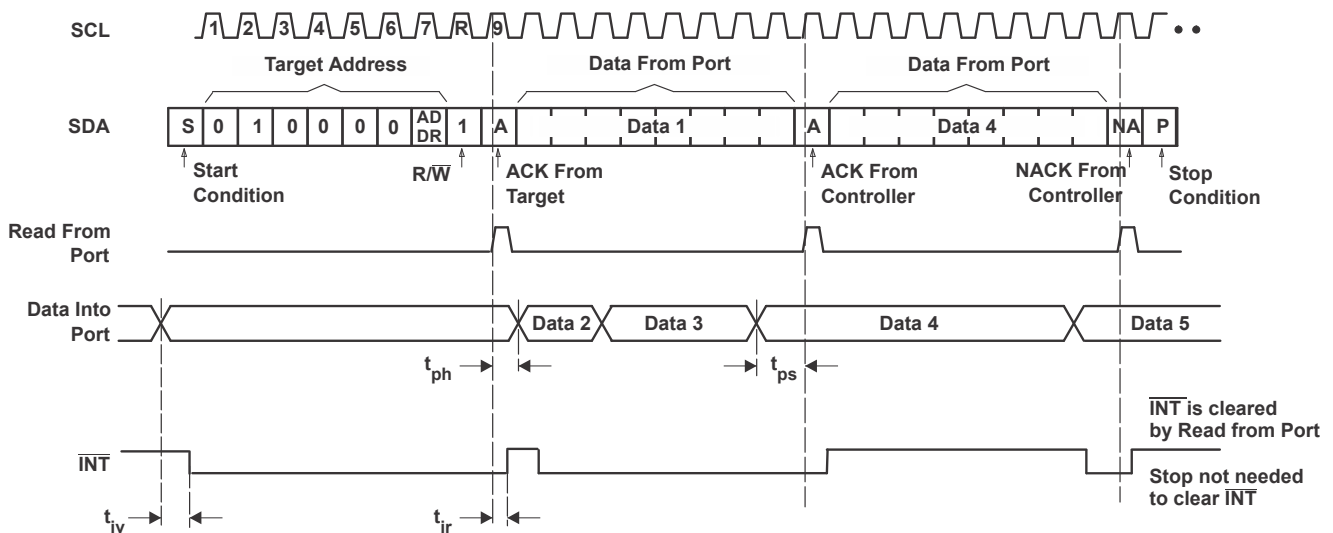 SCL
1 2 3 4 5 6 7 R 9
Target Address
Data From Port
Data From Port
SDA
S 0 1 0 0 0 0 AD DR 1 A Data 1 A Data 4 NA P
Start
Condition
R/W
ACK From
Target
ACK From
Controller
NACK From
Controller
Stop
Condition
Read From
Port
Data Into
Port
Data 2
Data 3
Data 4
Data 5
tph
tps
INT is cleared
by Read from Port
INT
Stop not needed
to clear INT
tiv
tir